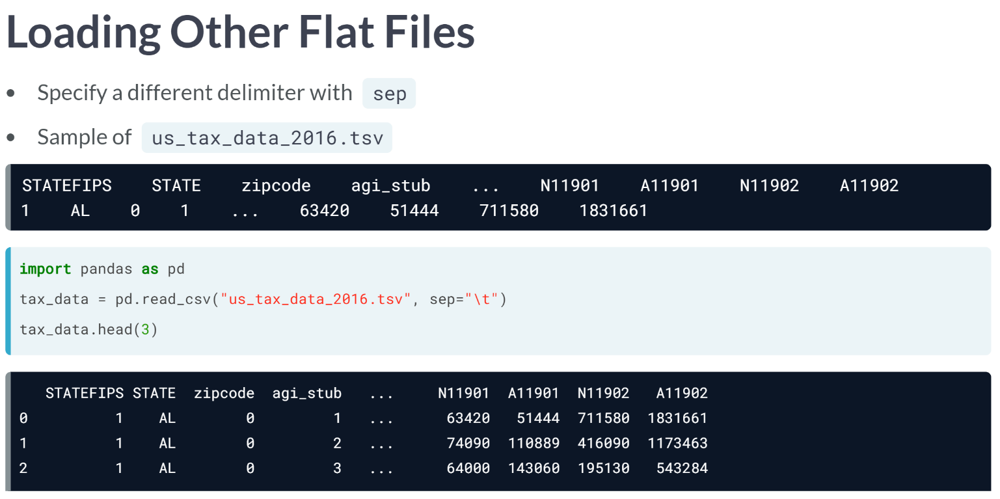 Loading Other Flat Files
• Specify a different delimiter with sep
• Sample of us_tax_data_2016.tsv
STATEFIPS STATE zipcode agi_stub ... N11901 A11901 N11902 A11902
1 AL 0 1 ... 63420 51444 711580 1831661
import pandas as pd
tax_data = pd.read_csv("us_tax_data_2016.tsv", sep="\t")
tax_data.head(3)
STATEFIPS STATE zipcode agi_stub ... N11901 A11901 N11902 A11902
0 1 AL 0 1 ... 63420 51444 711580 1831661
1 1 AL 0 2 ... 74090 110889 416090 1173463
2 1 AL 0 3 ... 64000 143060 195130 543284